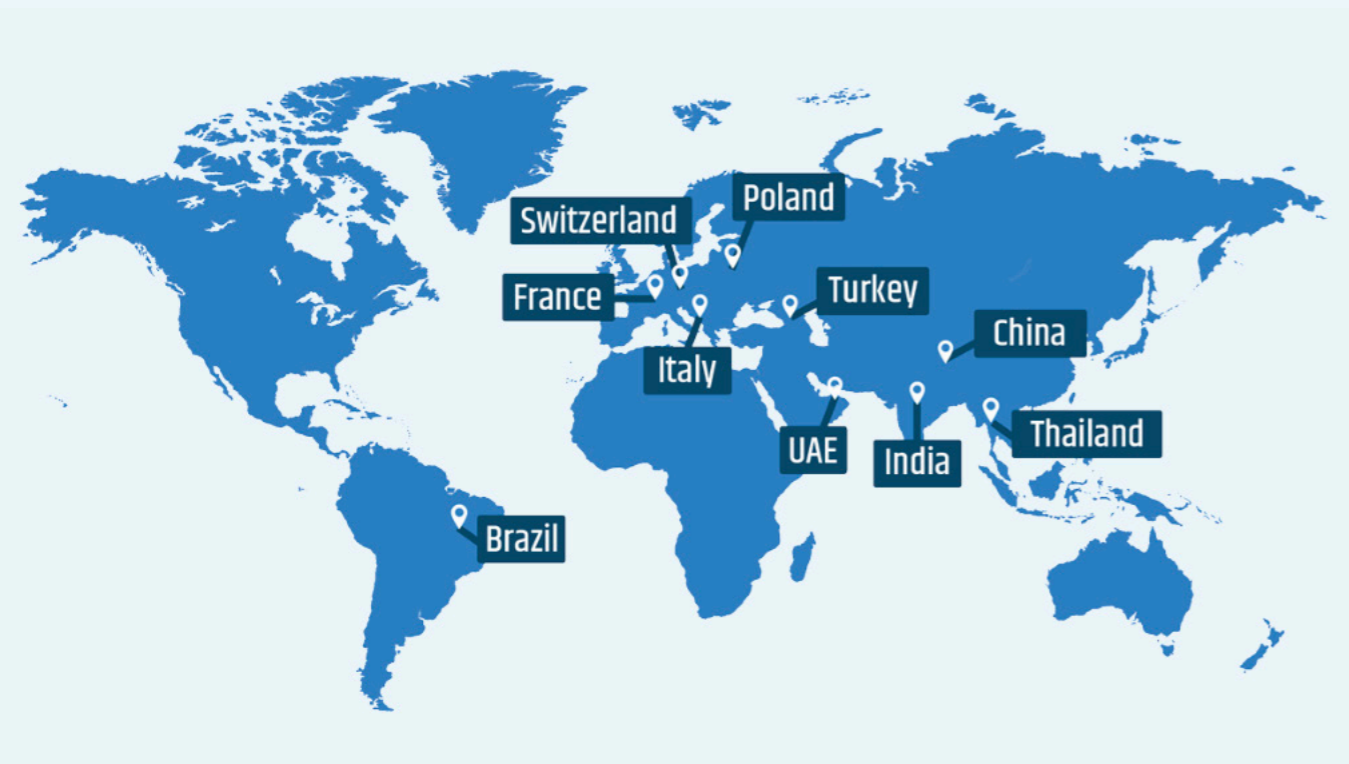 Poland
Switzerland
France
Turkey
China
Italy
UAE
India
Thailand
Brazil